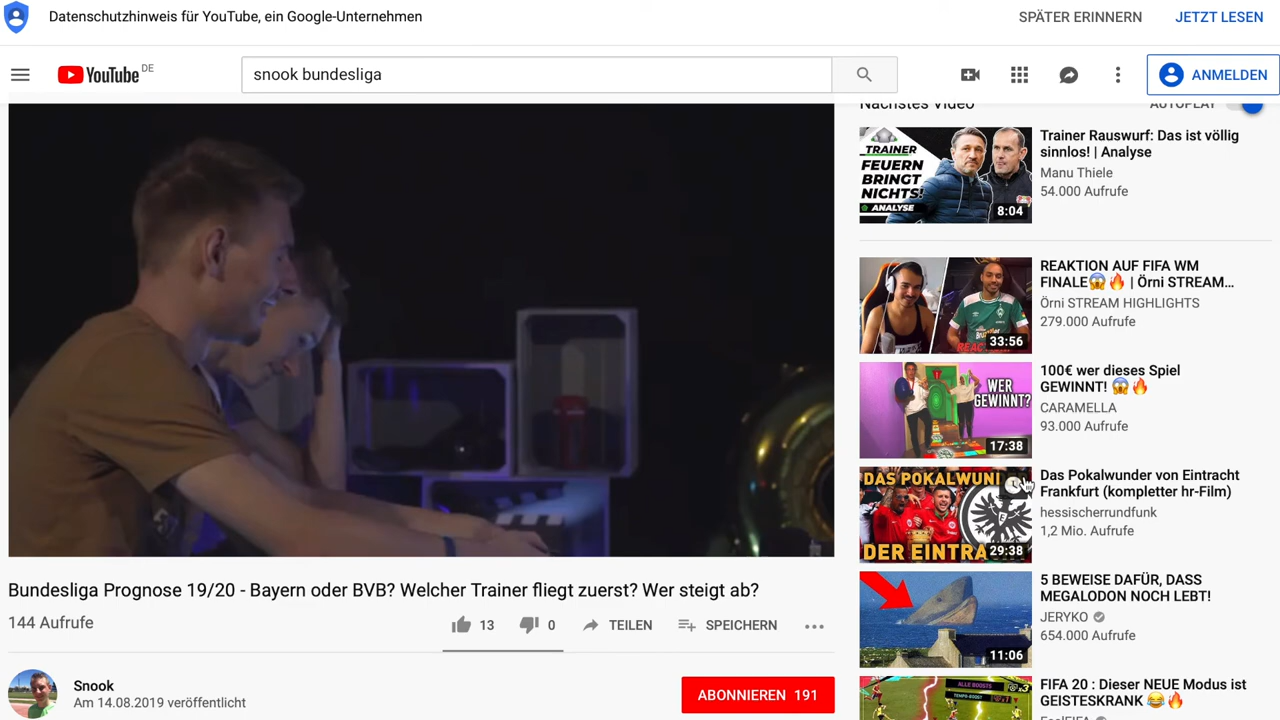 Datenschutzhinweis für YouTube, ein Google-Unternehmen
SPÄTER ERINNERN
JETZT LESEN
YouTube DE
snook bundesliga
ANMELDEN
Nächstes Video
AUTOPLAY
TRAINER
FEUERN
BRINGT
NICHTS!
ANALYSE
8:04
Trainer Rauswurf: Das ist völlig
sinnlos! | Analyse
Manu Thiele
54.000 Aufrufe
33:56
REAKTION AUF FIFA WM
FINALE😱🔥 | Örni STREAM…
Örni STREAM HIGHLIGHTS
279.000 Aufrufe
WER
GEWINNT?
17:38
100€ wer dieses Spiel
GEWINNT! 😱🔥
CARAMELLA
93.000 Aufrufe
DAS POKALWUN
DER EINTRA
29:38
Das Pokalwunder von Eintracht
Frankfurt (kompletter hr-Film)
hessischerrundfunk
1,2 Mio. Aufrufe
11:06
5 BEWEISE DAFÜR, DASS
MEGALODON NOCH LEBT!
JERYKO
654.000 Aufrufe
ALLE BOOSTS
x3
FIFA 20 : Dieser NEUE Modus ist
GEISTESKRANK 😂🔥
Bundesliga Prognose 19/20 - Bayern oder BVB? Welcher Trainer fliegt zuerst? Wer steigt ab?
144 Aufrufe
13
0
TEILEN
SPEICHERN
Snook
Am 14.08.2019 veröffentlicht
ABONNIEREN 191